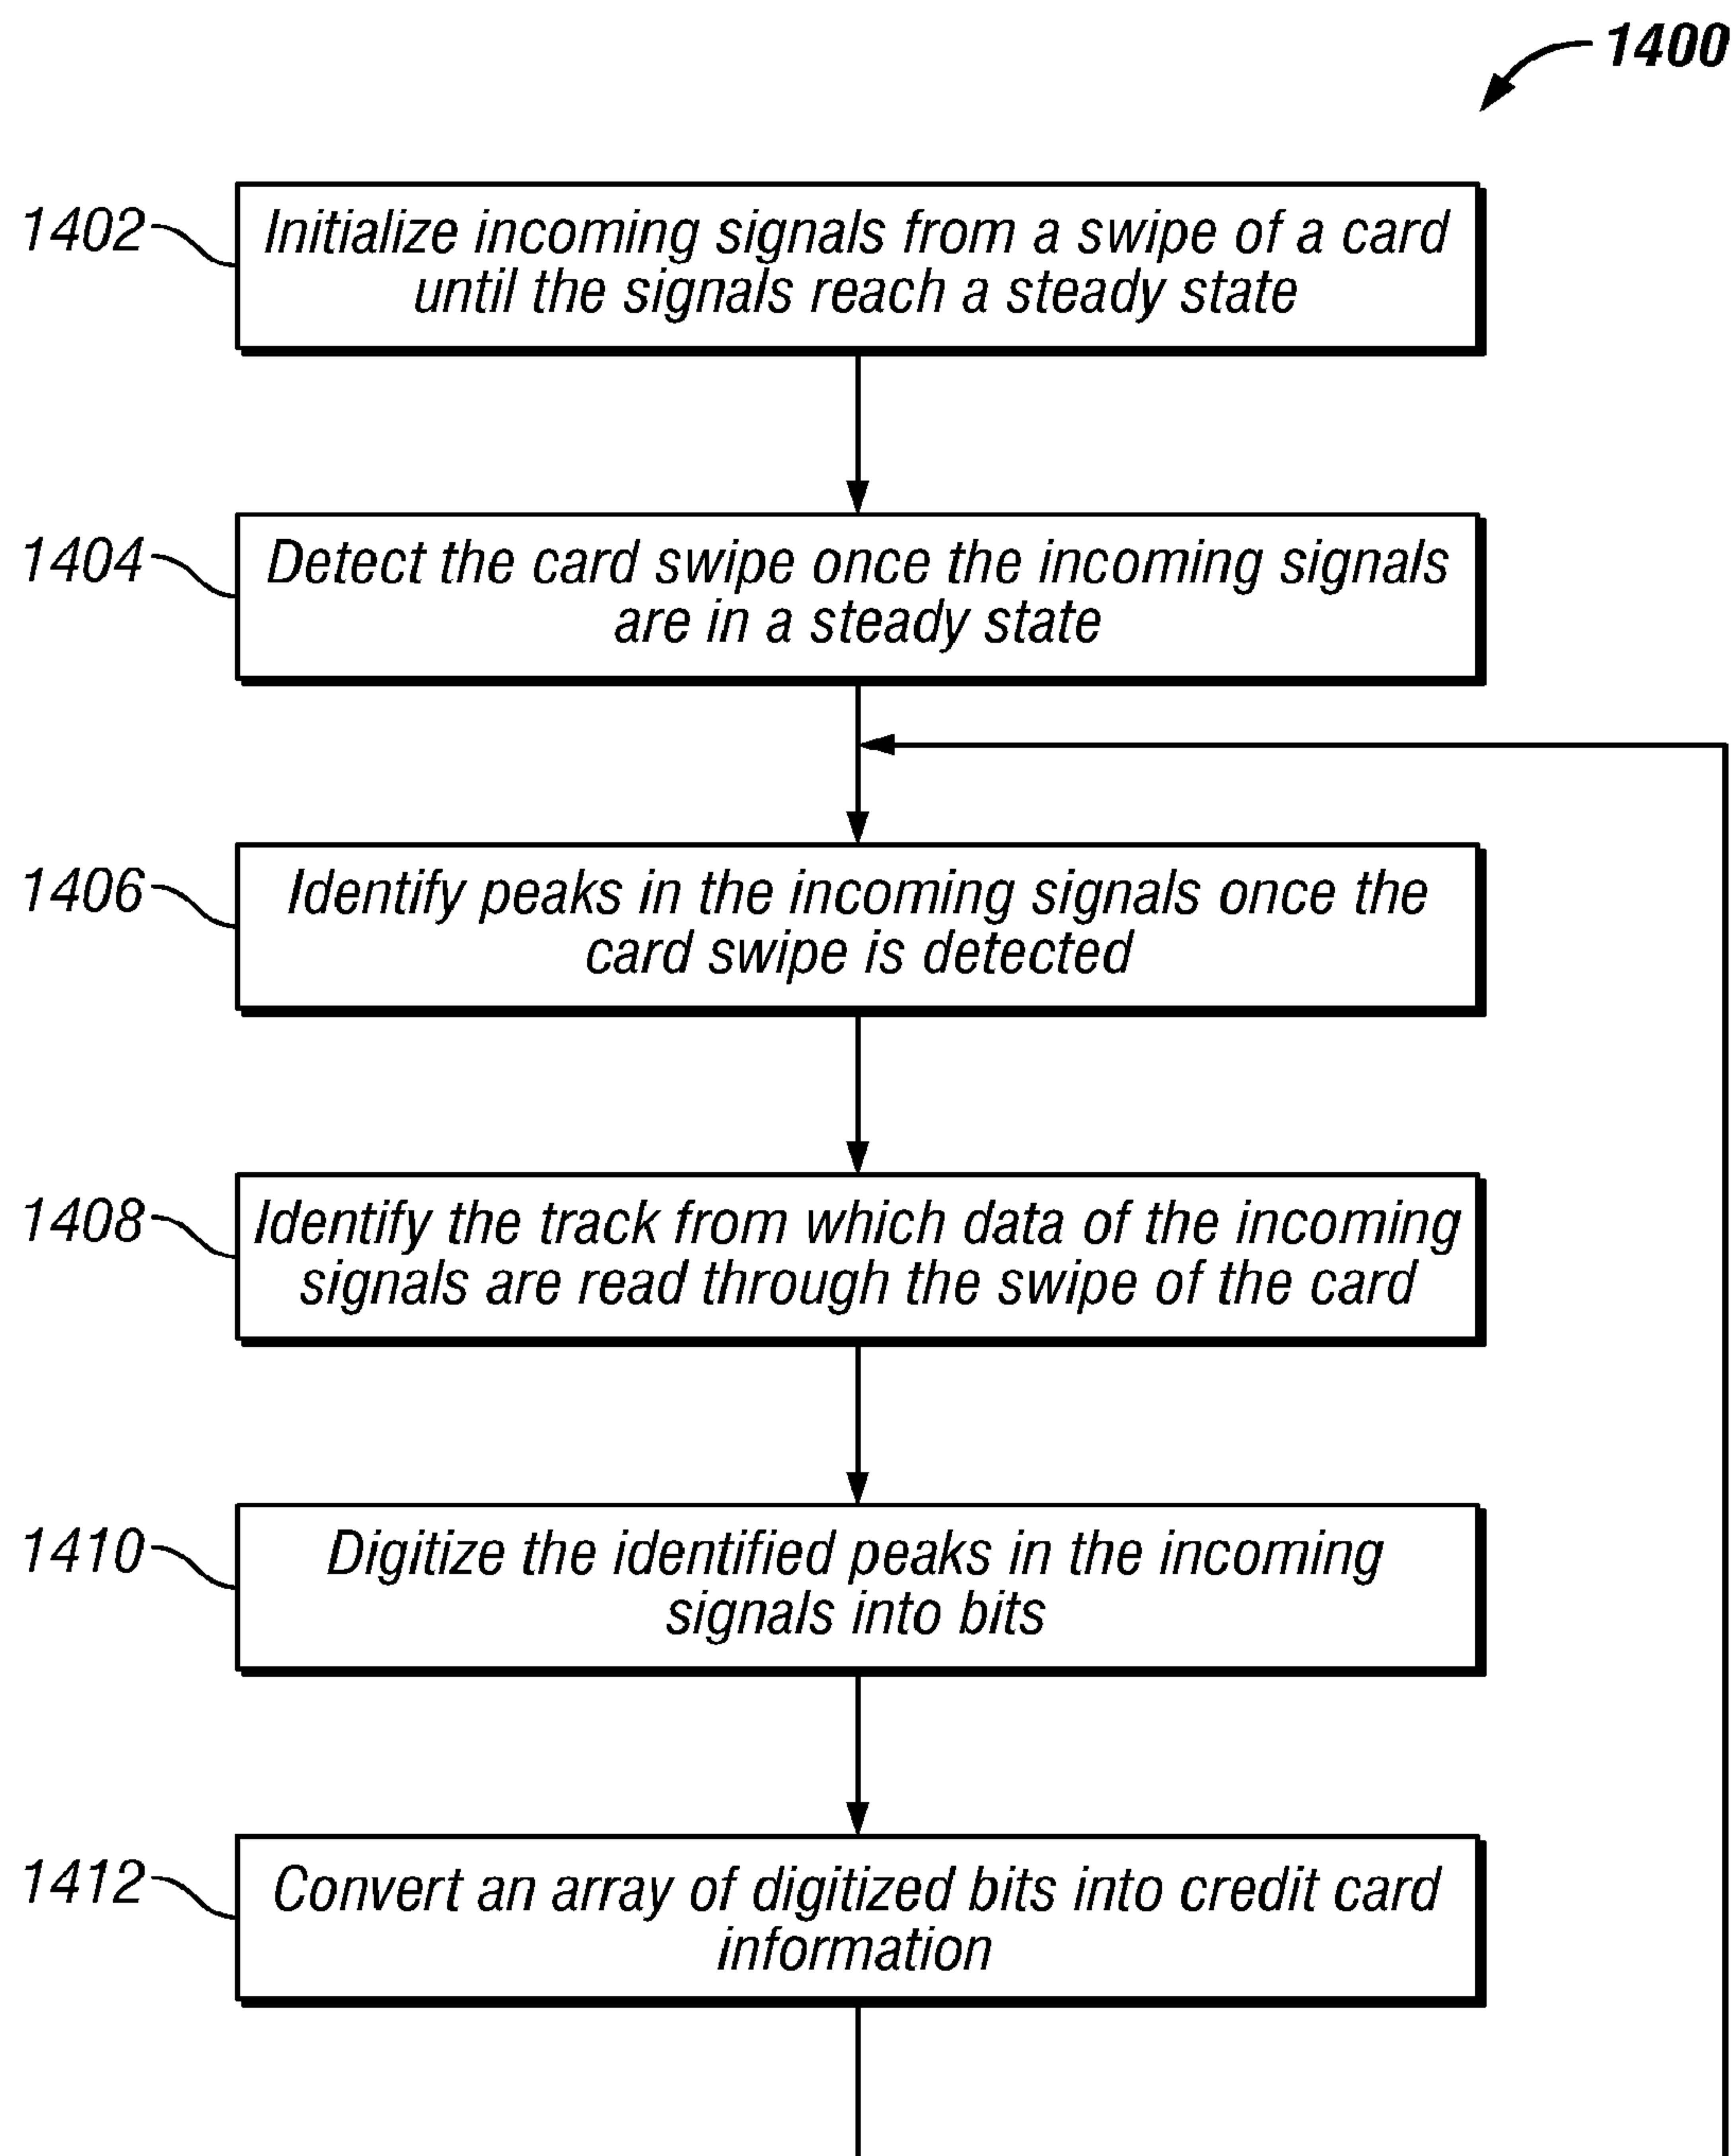 1400
1402
Initialize incoming signals from a swipe of a card
until the signals reach a steady state
1404
Detect the card swipe once the incoming signals
are in a steady state
1406
Identify peaks in the incoming signals once the
card swipe is detected
1408
Identify the track from which data of the incoming
signals are read through the swipe of the card
1410
Digitize the identified peaks in the incoming
signals into bits
1412
Convert an array of digitized bits into credit card
information